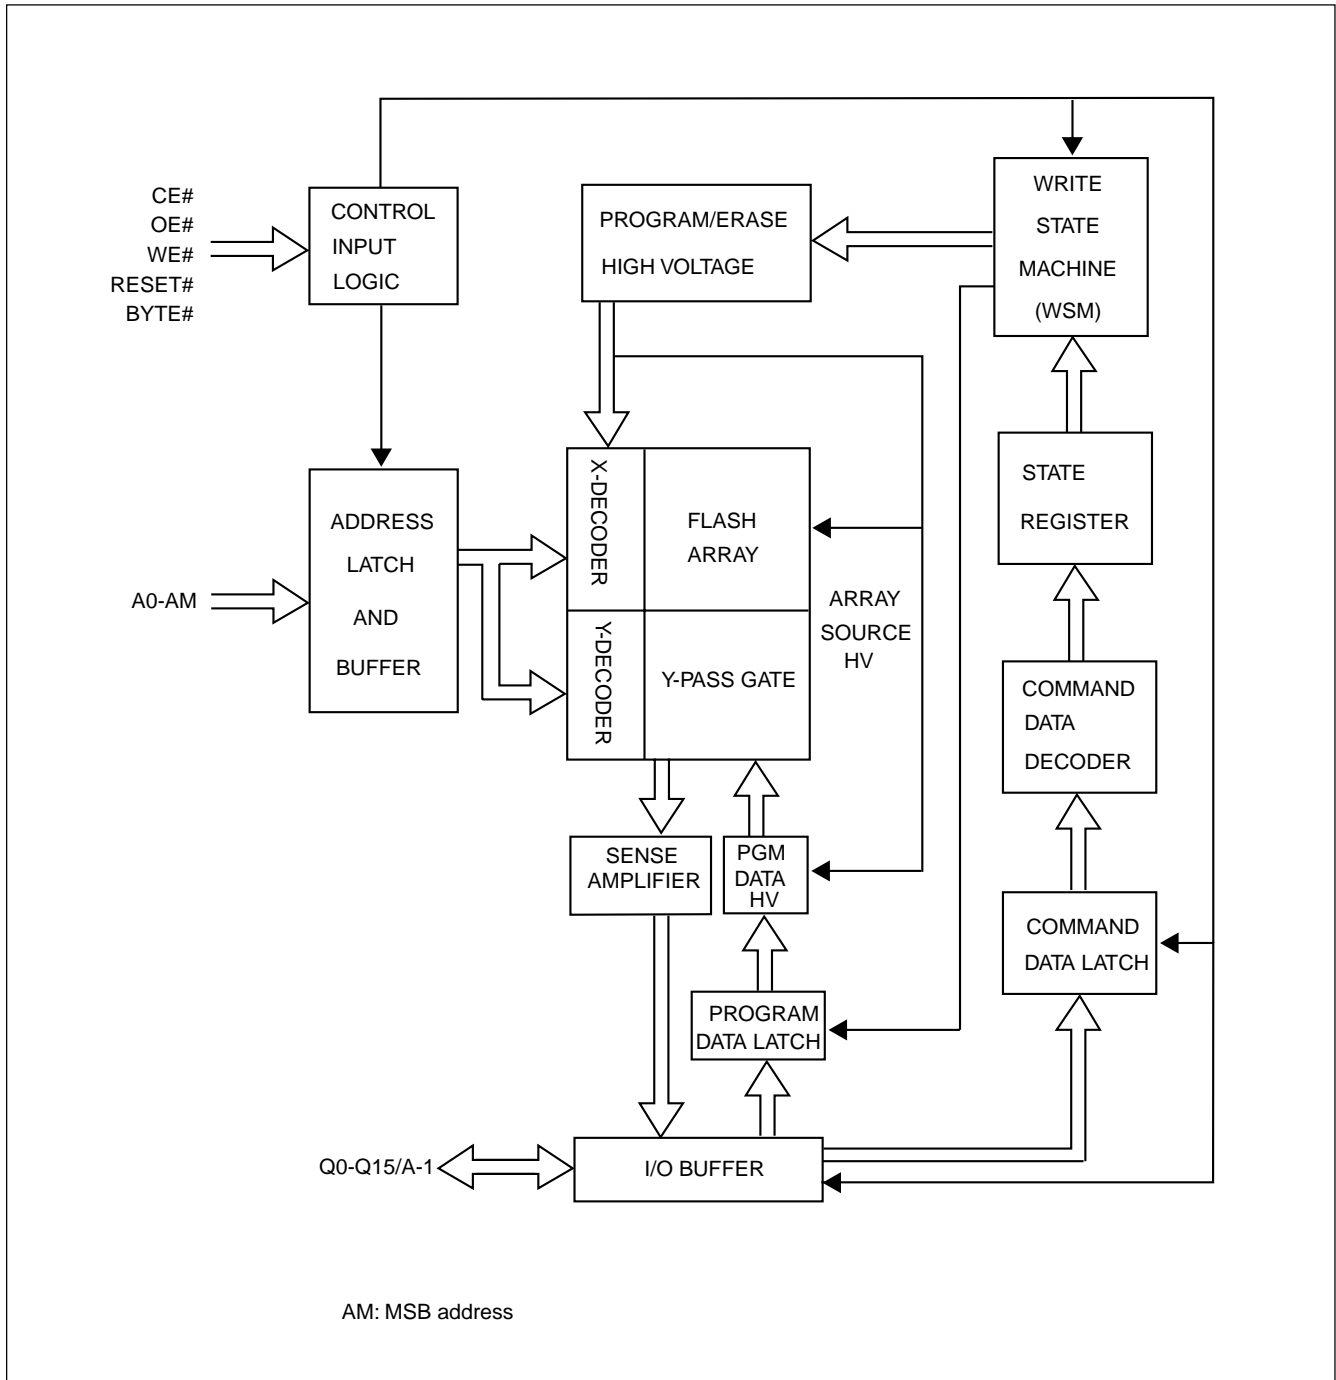 CE#
OE#
WE#
RESET#
BYTE#
CONTROL
INPUT
LOGIC
PROGRAM/ERASE
HIGH VOLTAGE
WRITE
STATE
MACHINE
(WSM)
ADDRESS
LATCH
AND
BUFFER
A0-AM
X-DECODER
FLASH
ARRAY
Y-DECODER
Y-PASS GATE
ARRAY
SOURCE
HV
STATE
REGISTER
COMMAND
DATA
DECODER
SENSE
AMPLIFIER
PGM
DATA
HV
COMMAND
DATA LATCH
PROGRAM
DATA LATCH
Q0-Q15/A-1
I/O BUFFER
AM: MSB address